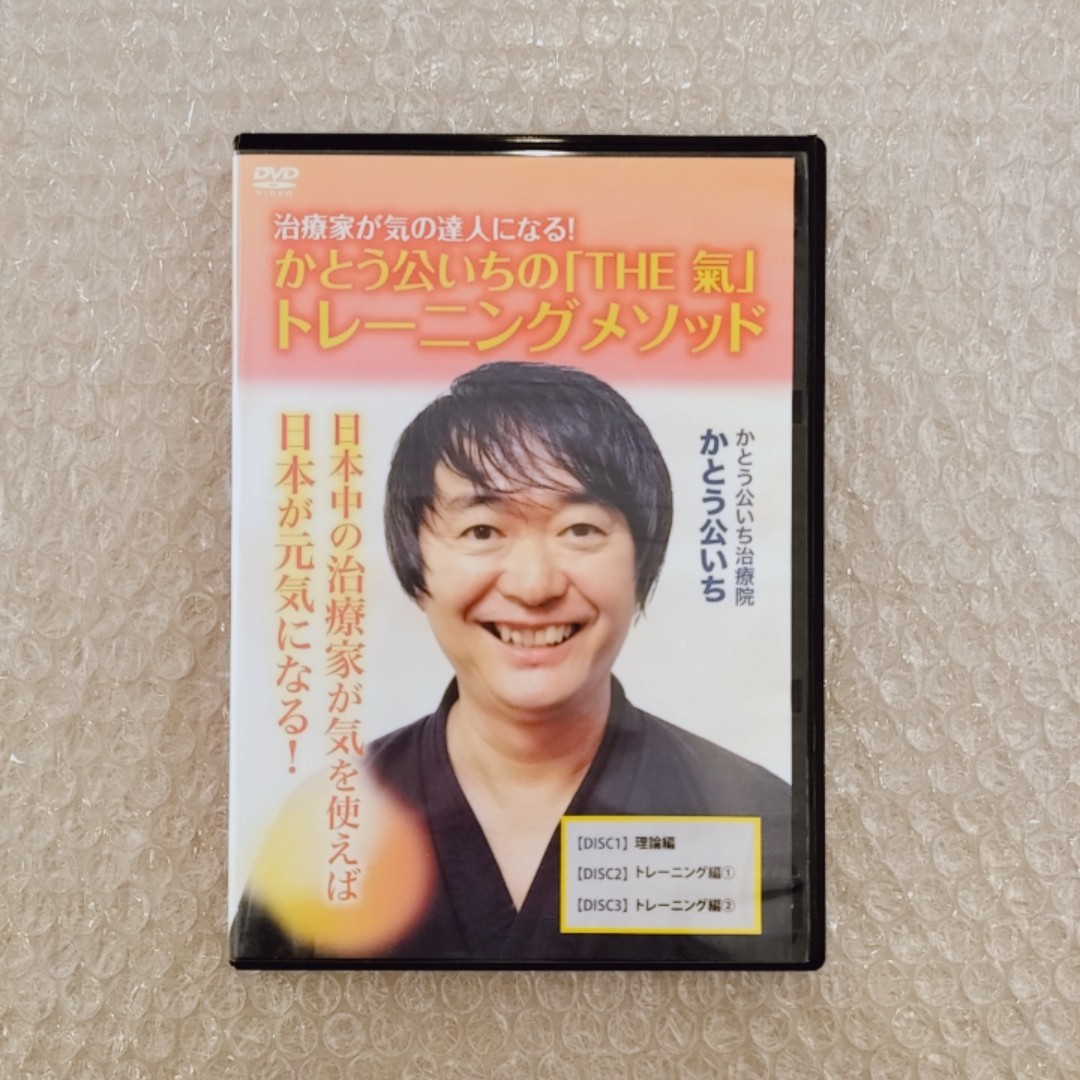 DVD
VIDEO
治療家が気の達人になる!
かとう公いちの「THE 氣」
トレーニングメソッド
かとう公いち治療院
かとう公いち
日本中の治療家が気を使えば
日本が元気になる!
【DISC1】理論編
【DISC2】トレーニング編①
【DISC3】トレーニング編②